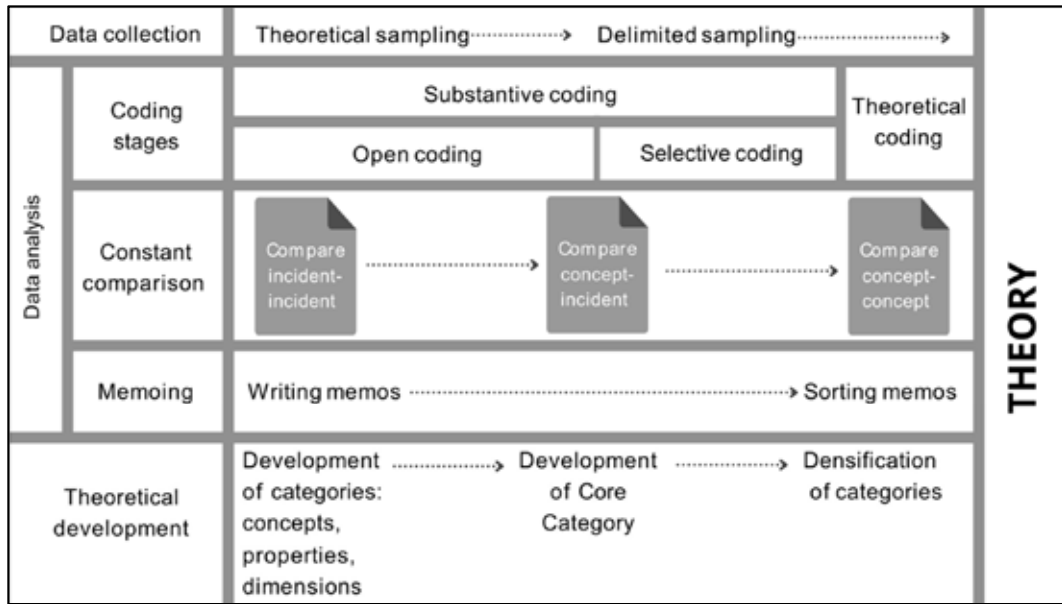 Data collection
Theoretical sampling
Delimited sampling
Data analysis
Coding
stages
Substantive coding
Theoretical
coding
Open coding
Selective coding
Constant
comparison
Compare
incident-
incident
Compare
concept-
incident
Compare
concept-
concept
Memoing
Writing memos
Sorting memos
Theoretical
development
Development
of categories:
concepts,
properties,
dimensions
Development
of Core
Category
Densification
of categories
THEORY